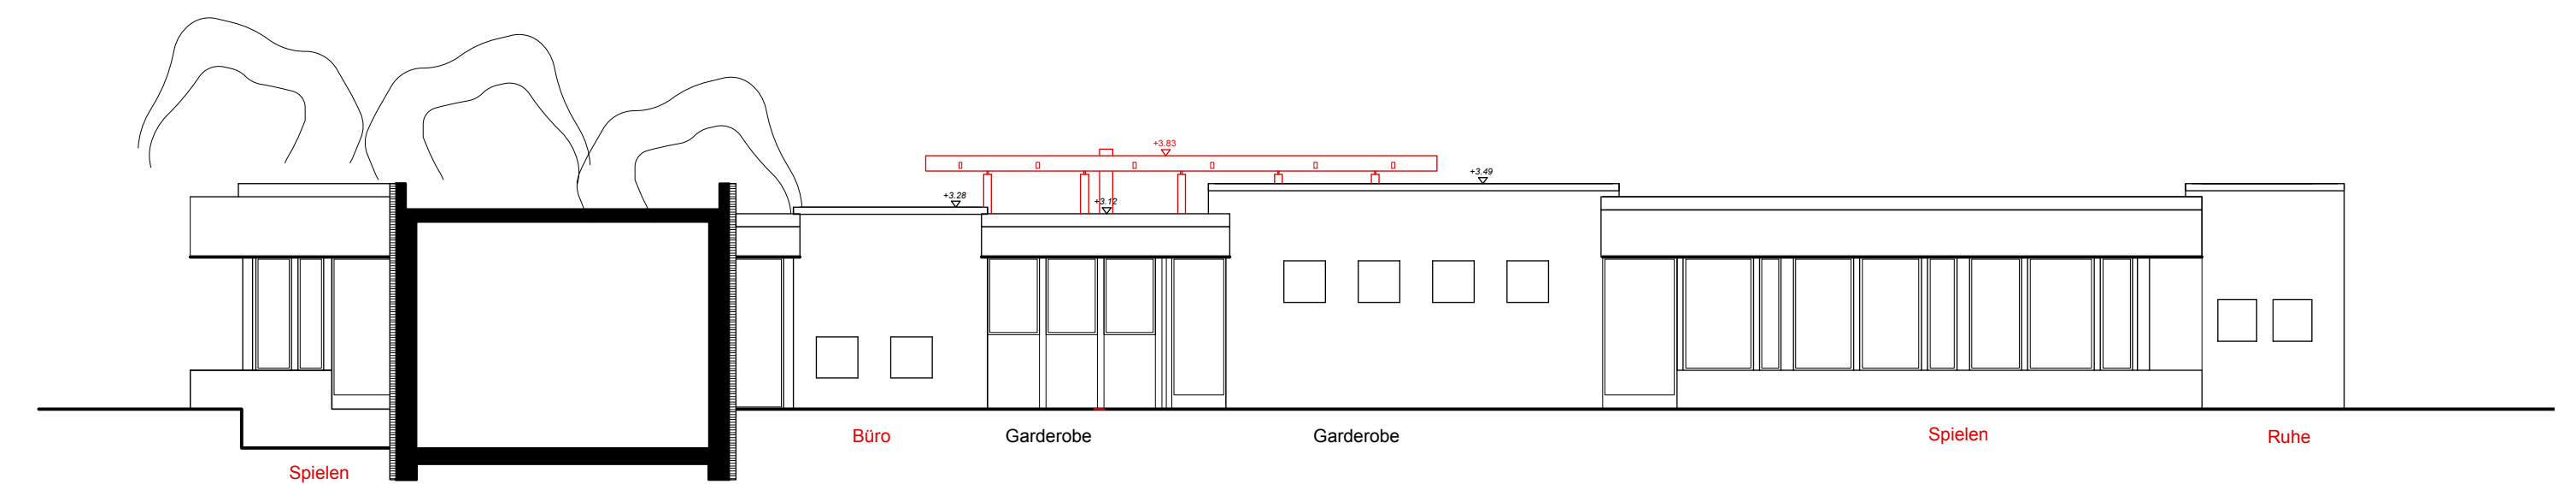 +3.83
+3.49
+3.28
+3.12
Büro
Garderobe
Garderobe
Spielen
Ruhe
Spielen